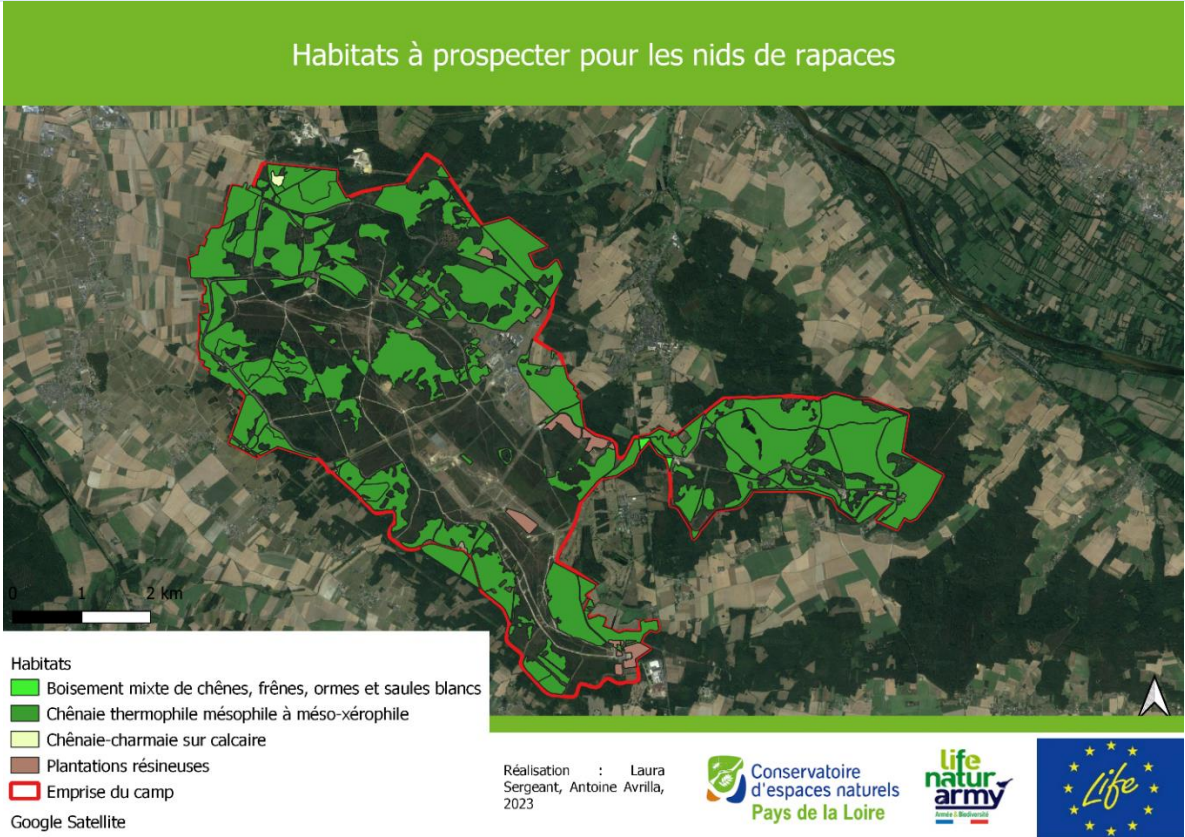 Habitats à prospecter pour les nids de rapaces
0 1 2 km
Habitats
Boisement mixte de chênes, frênes, ormes et saules blancs
Chênaie thermophile mésophile à méso-xérophile
Chênaie-charmaie sur calcaire
Plantations résineuses
Emprise du camp
Google Satellite
Réalisation : Laura
Sergeant, Antoine Avrilla,
2023
Conservatoire
d'espaces naturels
Pays de la Loire
life
natur
army
Armée & Biodiversité
Life